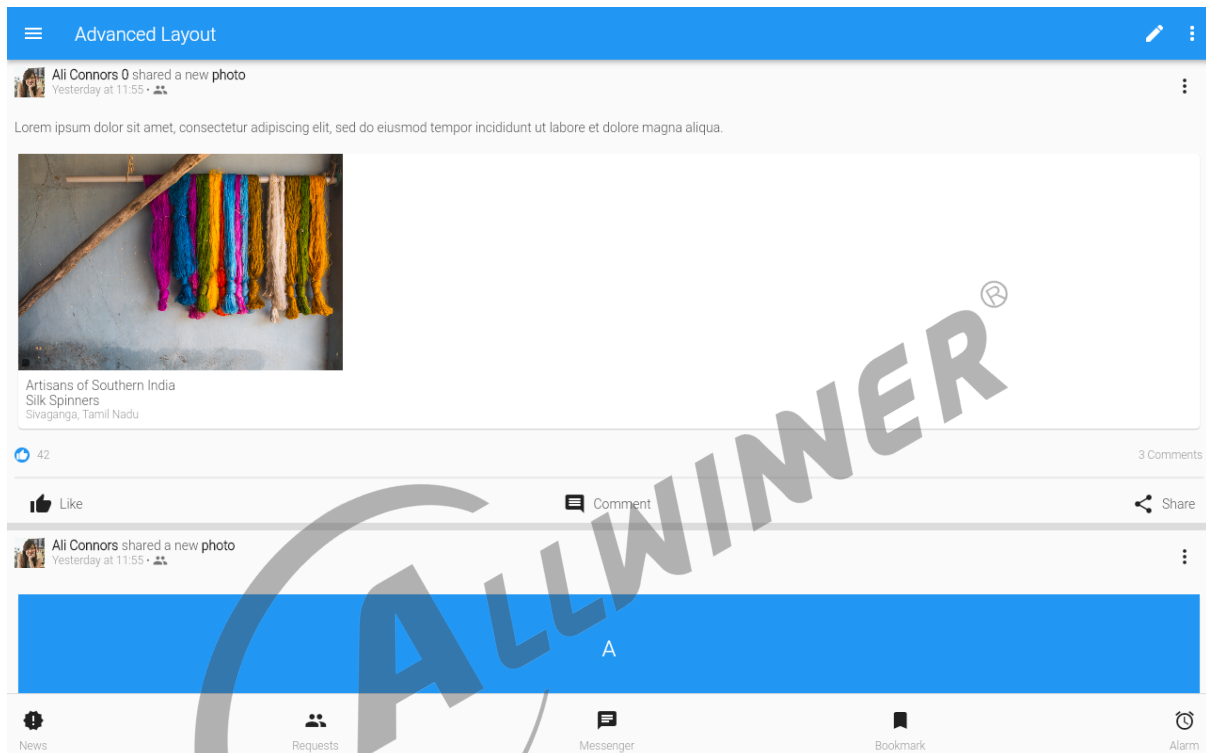 Advanced Layout
Ali Connors 0 shared a new photo
Yesterday at 11:55 •
Lorem ipsum dolor sit amet, consectetur adipiscing elit, sed do eiusmod tempor incididunt ut labore et dolore magna aliqua.
Artisans of Southern India
Silk Spinners
Sivaganga, Tamil Nadu
42
3 Comments
Like
Comment
Share
Ali Connors shared a new photo
Yesterday at 11:55 •
A
News
Requests
Messenger
Bookmark
Alarm
ALLWINNER®